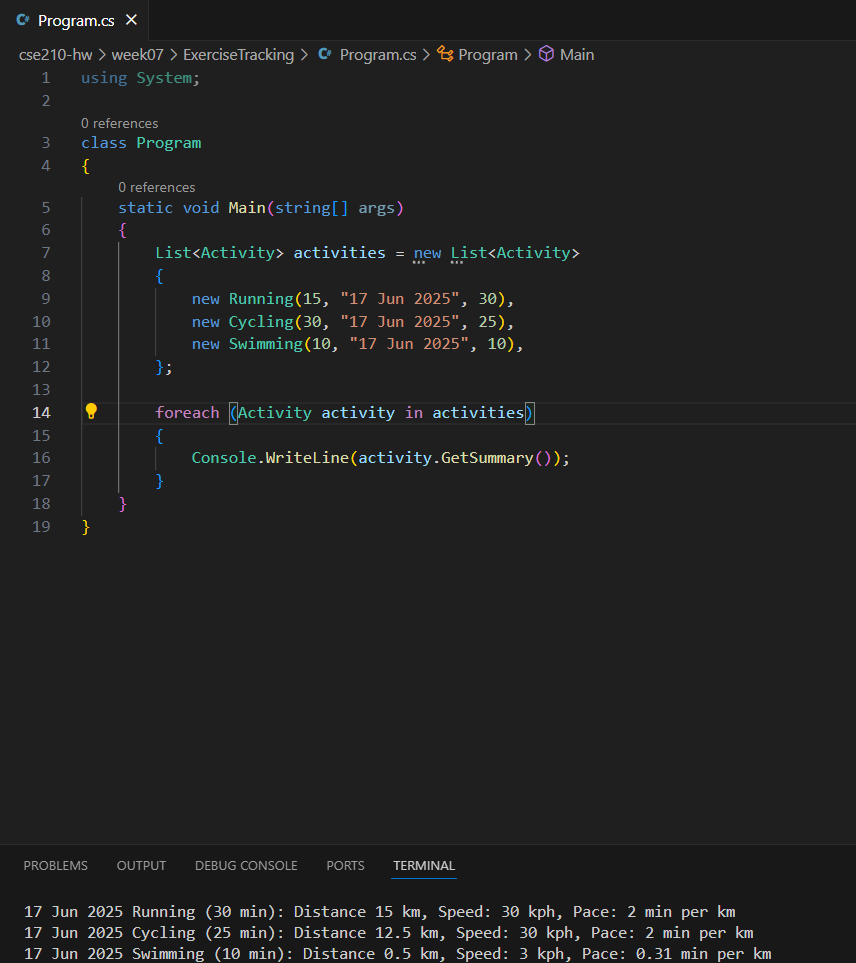 Program.cs
cse210-hw > week07 > ExerciseTracking > Program.cs > Program > Main
1 using System;
2
0 references
3 class Program
4 {
0 references
5 static void Main(string[] args)
6 {
7 List<Activity> activities = new List<Activity>
8 {
9 new Running(15, "17 Jun 2025", 30),
10 new Cycling(30, "17 Jun 2025", 25),
11 new Swimming(10, "17 Jun 2025", 10),
12 };
13
14 foreach (Activity activity in activities)
15 {
16 Console.WriteLine(activity.GetSummary());
17 }
18 }
19 }
PROBLEMS OUTPUT DEBUG CONSOLE PORTS TERMINAL
17 Jun 2025 Running (30 min): Distance 15 km, Speed: 30 kph, Pace: 2 min per km
17 Jun 2025 Cycling (25 min): Distance 12.5 km, Speed: 30 kph, Pace: 2 min per km
17 Jun 2025 Swimming (10 min): Distance 0.5 km, Speed: 3 kph, Pace: 0.31 min per km